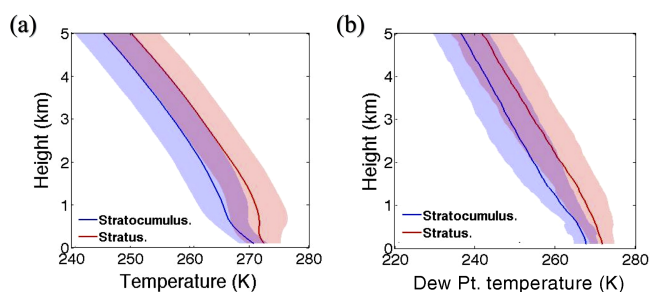 (a)
5
4
3
2
1
0
Height (km)
Stratocumulus.
Stratus.
240
250
260
270
280
Temperature (K)
(b)
5
4
3
2
1
0
Height (km)
Stratocumulus.
Stratus.
220
240
260
280
Dew Pt. temperature (K)